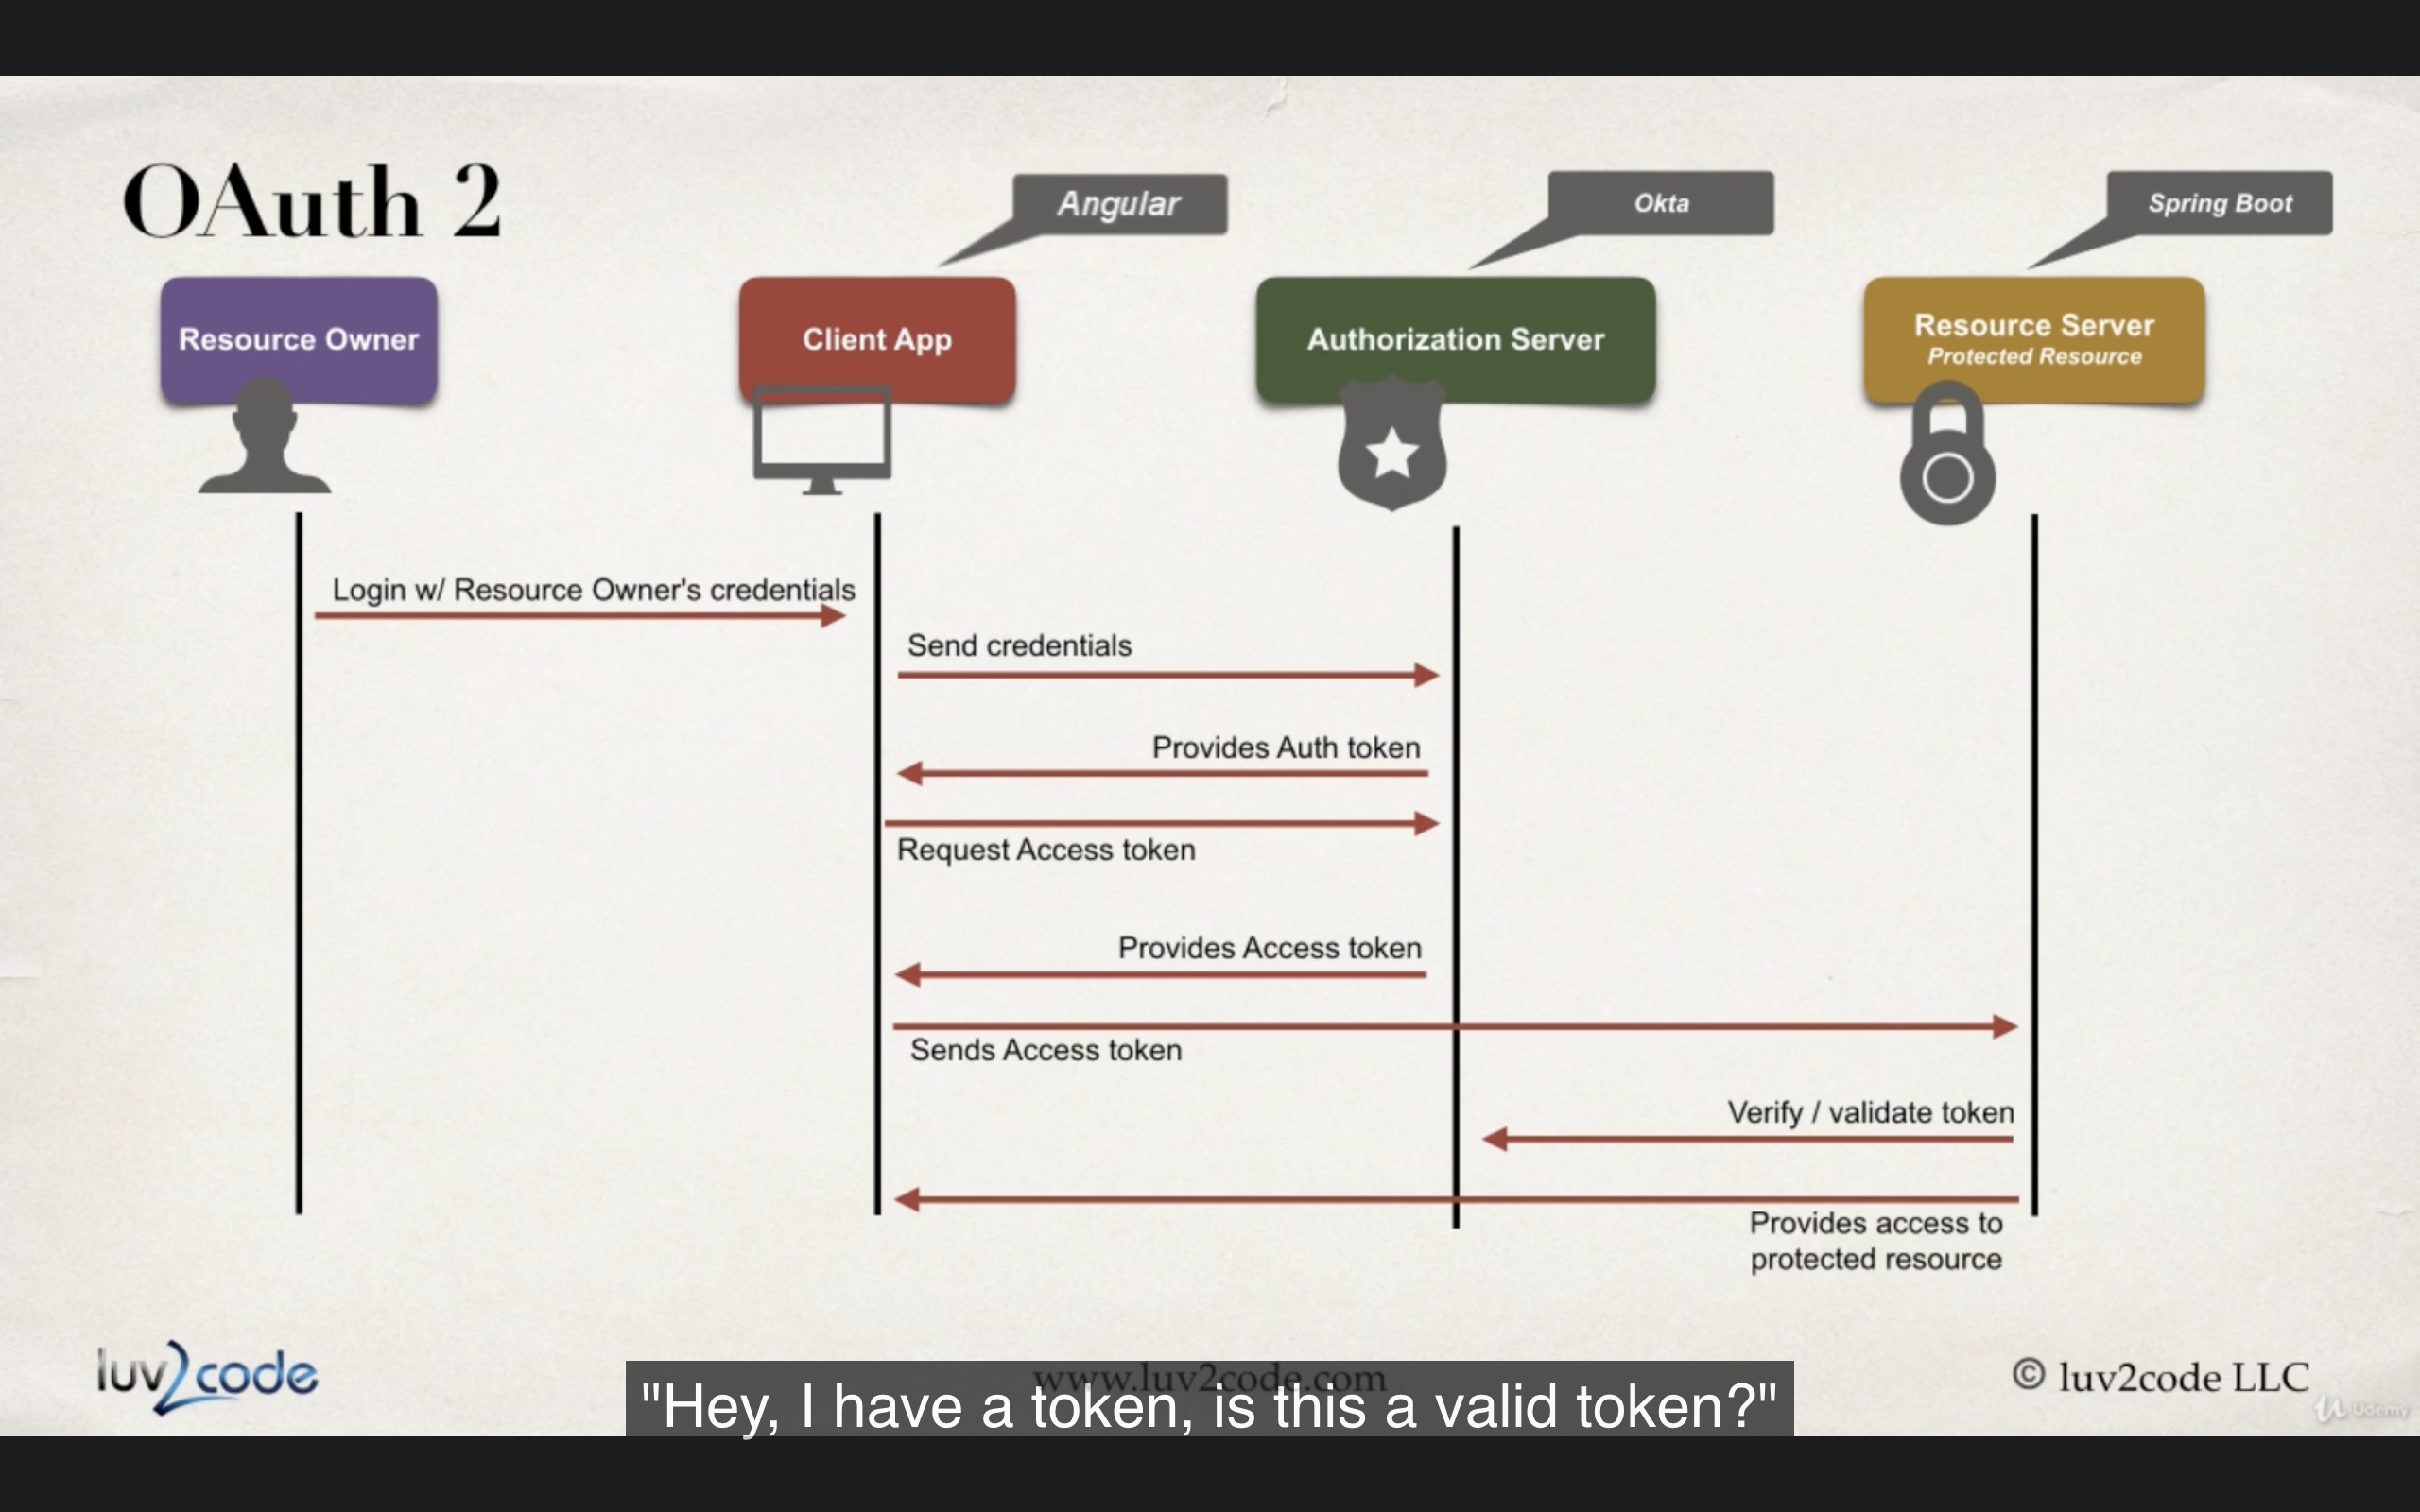 OAuth 2
Angular
Okta
Spring Boot
Resource Owner
Client App
Authorization Server
Resource Server
Protected Resource
Login w/ Resource Owner's credentials
Send credentials
Provides Auth token
Request Access token
Provides Access token
Sends Access token
Verify / validate token
Provides access to
protected resource
luv2code
www.luv2code.com
© luv2code LLC
"Hey, I have a token, is this a valid token?"
Udemy